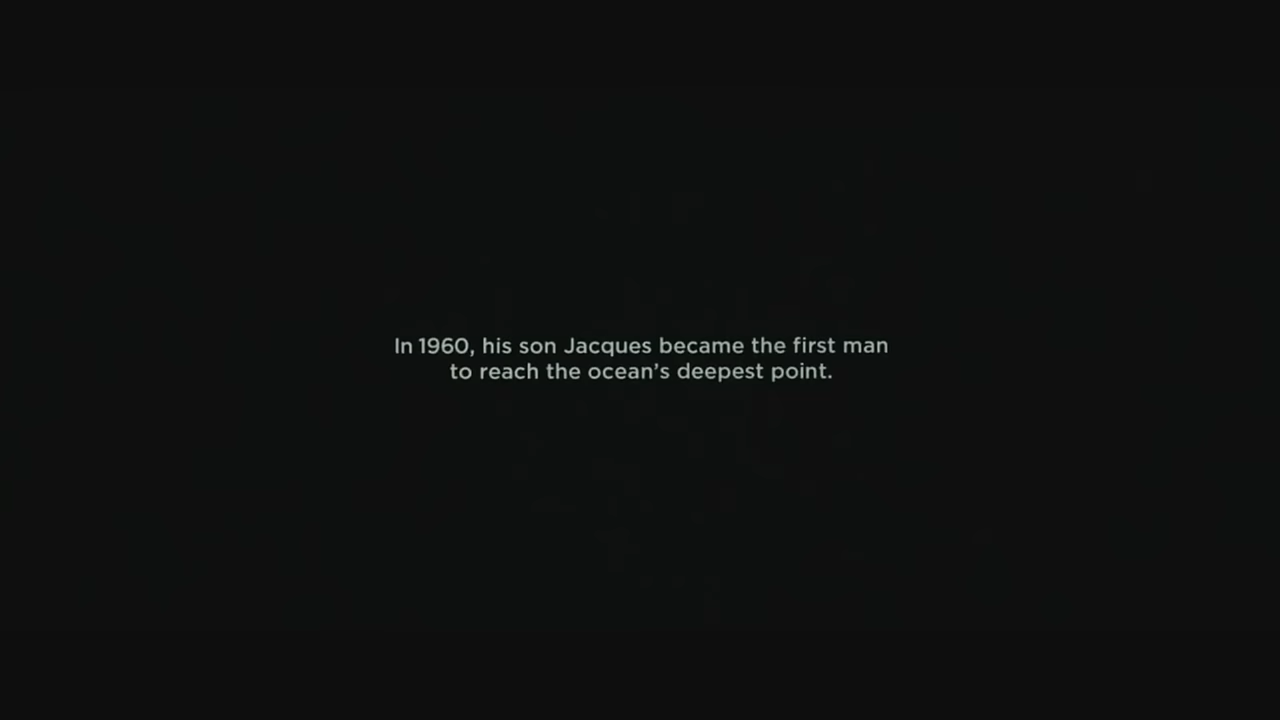 In 1960, his son Jacques became the first man
to reach the ocean’s deepest point.